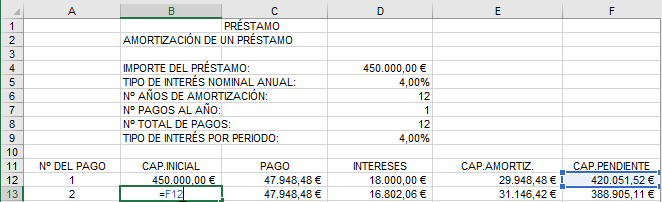 A B C D E F
1 PRÉSTAMO
2 AMORTIZACIÓN DE UN PRÉSTAMO
3
4 IMPORTE DEL PRÉSTAMO: 450.000,00 €
5 TIPO DE INTERÉS NOMINAL ANUAL: 4,00%
6 Nº AÑOS DE AMORTIZACIÓN: 12
7 Nº PAGOS AL AÑO: 1
8 Nº TOTAL DE PAGOS: 12
9 TIPO DE INTERÉS POR PERIODO: 4,00%
10
11 Nº DEL PAGO CAP.INICIAL PAGO INTERESES CAP.AMORTIZ. CAP.PENDIENTE
12 1 450.000,00 € 47.948,48 € 18.000,00 € 29.948,48 € 420.051,52 €
13 2 =F12 47.948,48 € 16.802,06 € 31.146,42 € 388.905,11 €